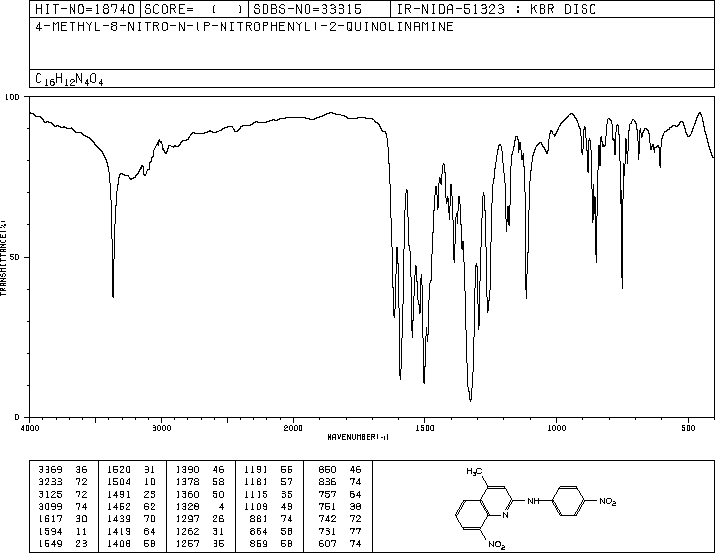 HIT-NO=18740 SCORE= ( ) SDBS-NO=33315 IR-NIDA-51323 : KBR DISC
4-METHYL-8-NITRO-N-(P-NITROPHENYL)-2-QUINOLINAMINE
C16H12N4O4
100
50
0
TRANSMITTANCE(%)
4000 3000 2000 1500 1000 500
WAVENUMBER(-1)
3369 36 1520 31 1390 46 1191 56 860 46
3233 72 1504 10 1378 58 1181 57 836 74
3125 72 1491 23 1360 50 1115 35 757 64
3099 74 1462 62 1328 4 1109 49 751 38
1617 30 1439 70 1297 26 881 74 742 72
1594 11 1419 64 1262 31 864 58 731 77
1549 23 1408 58 1257 36 859 58 607 74
H3C
NH
NO2
N
NO2